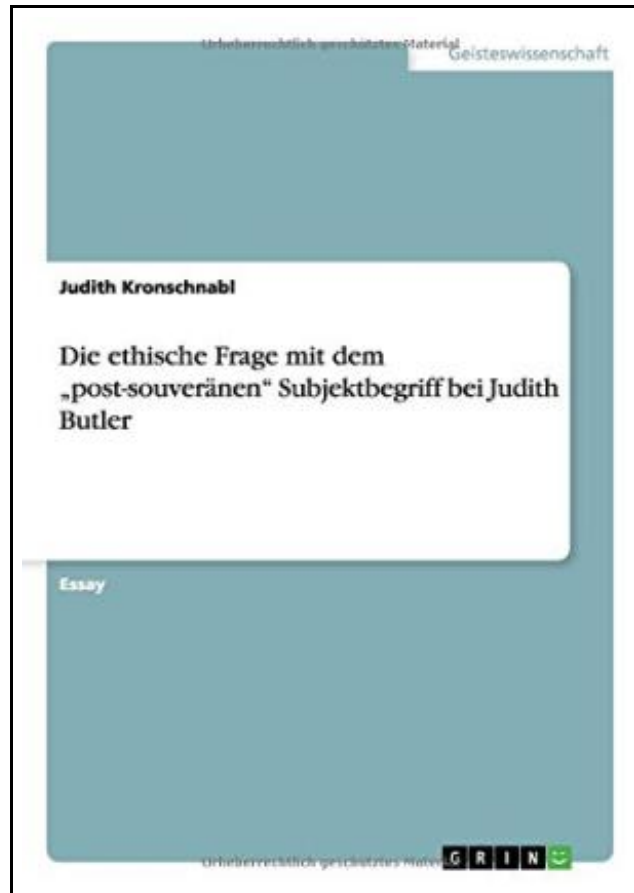 Urheberrechtlich geschütztes Material
Geisteswissenschaft
Judith Kronschnabl
Die ethische Frage mit dem
„post-souveränen“ Subjektbegriff bei Judith
Butler
Essay
Urheberrechtlich geschütztes Material
GRIN